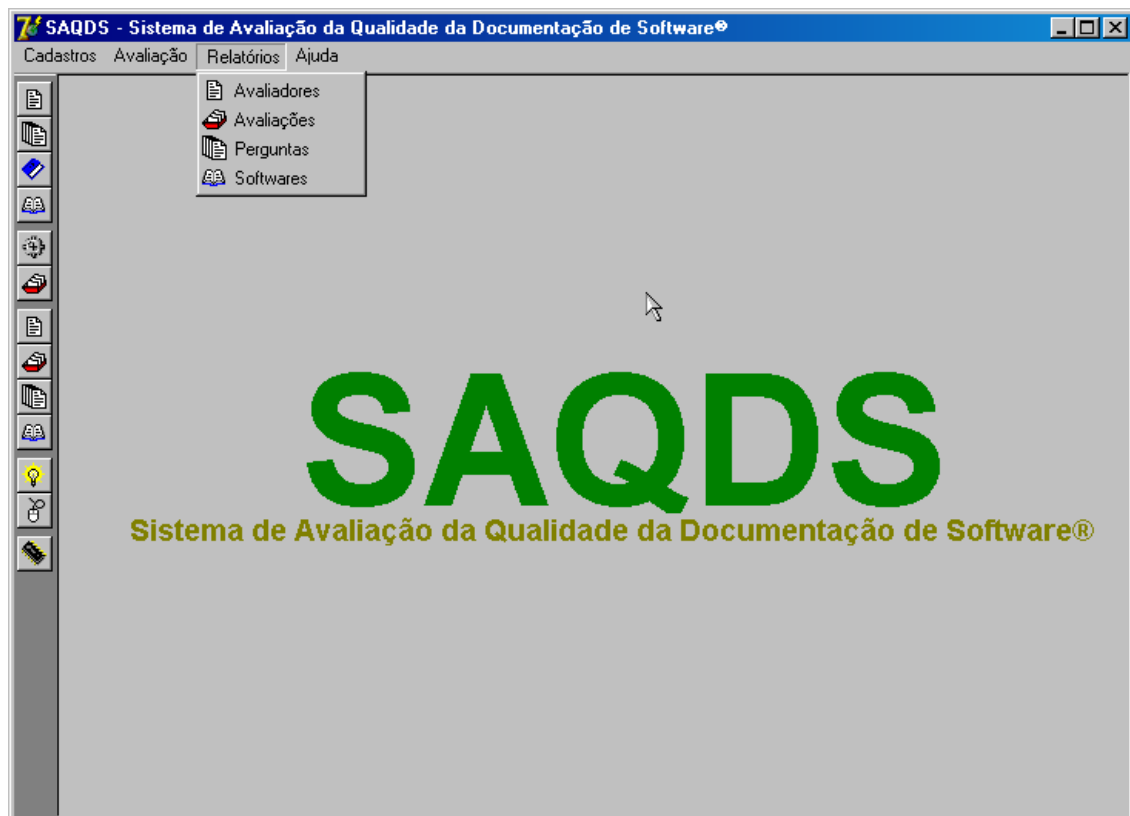 SAQDS - Sistema de Avaliação da Qualidade da Documentação de Software®
Cadastros Avaliação Relatórios Ajuda
Avaliadores
Avaliações
Perguntas
Softwares
SAQDS
Sistema de Avaliação da Qualidade da Documentação de Software®